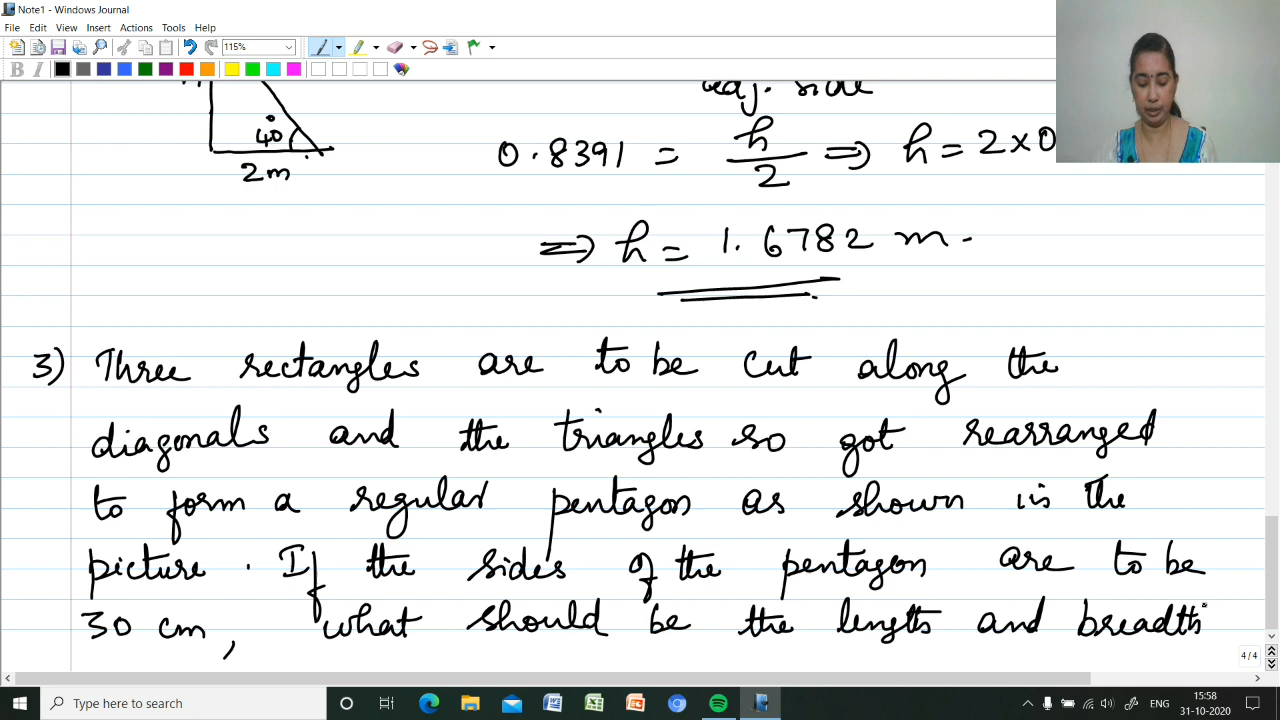 Note1 - Windows Journal
File Edit View Insert Actions Tools Help
115%
B I
adj. side
40°
2m
0.8391 = h/2 ⟹ h = 2 × 0
⟹ h = 1.6782 m.
3) Three rectangles are to be cut along the
diagonals and the triangles so got rearranged
to form a regular pentagon as shown in the
picture. If the sides of the pentagon are to be
30 cm, what should be the length and breadth
4/4
Type here to search
ENG
15:58
31-10-2020